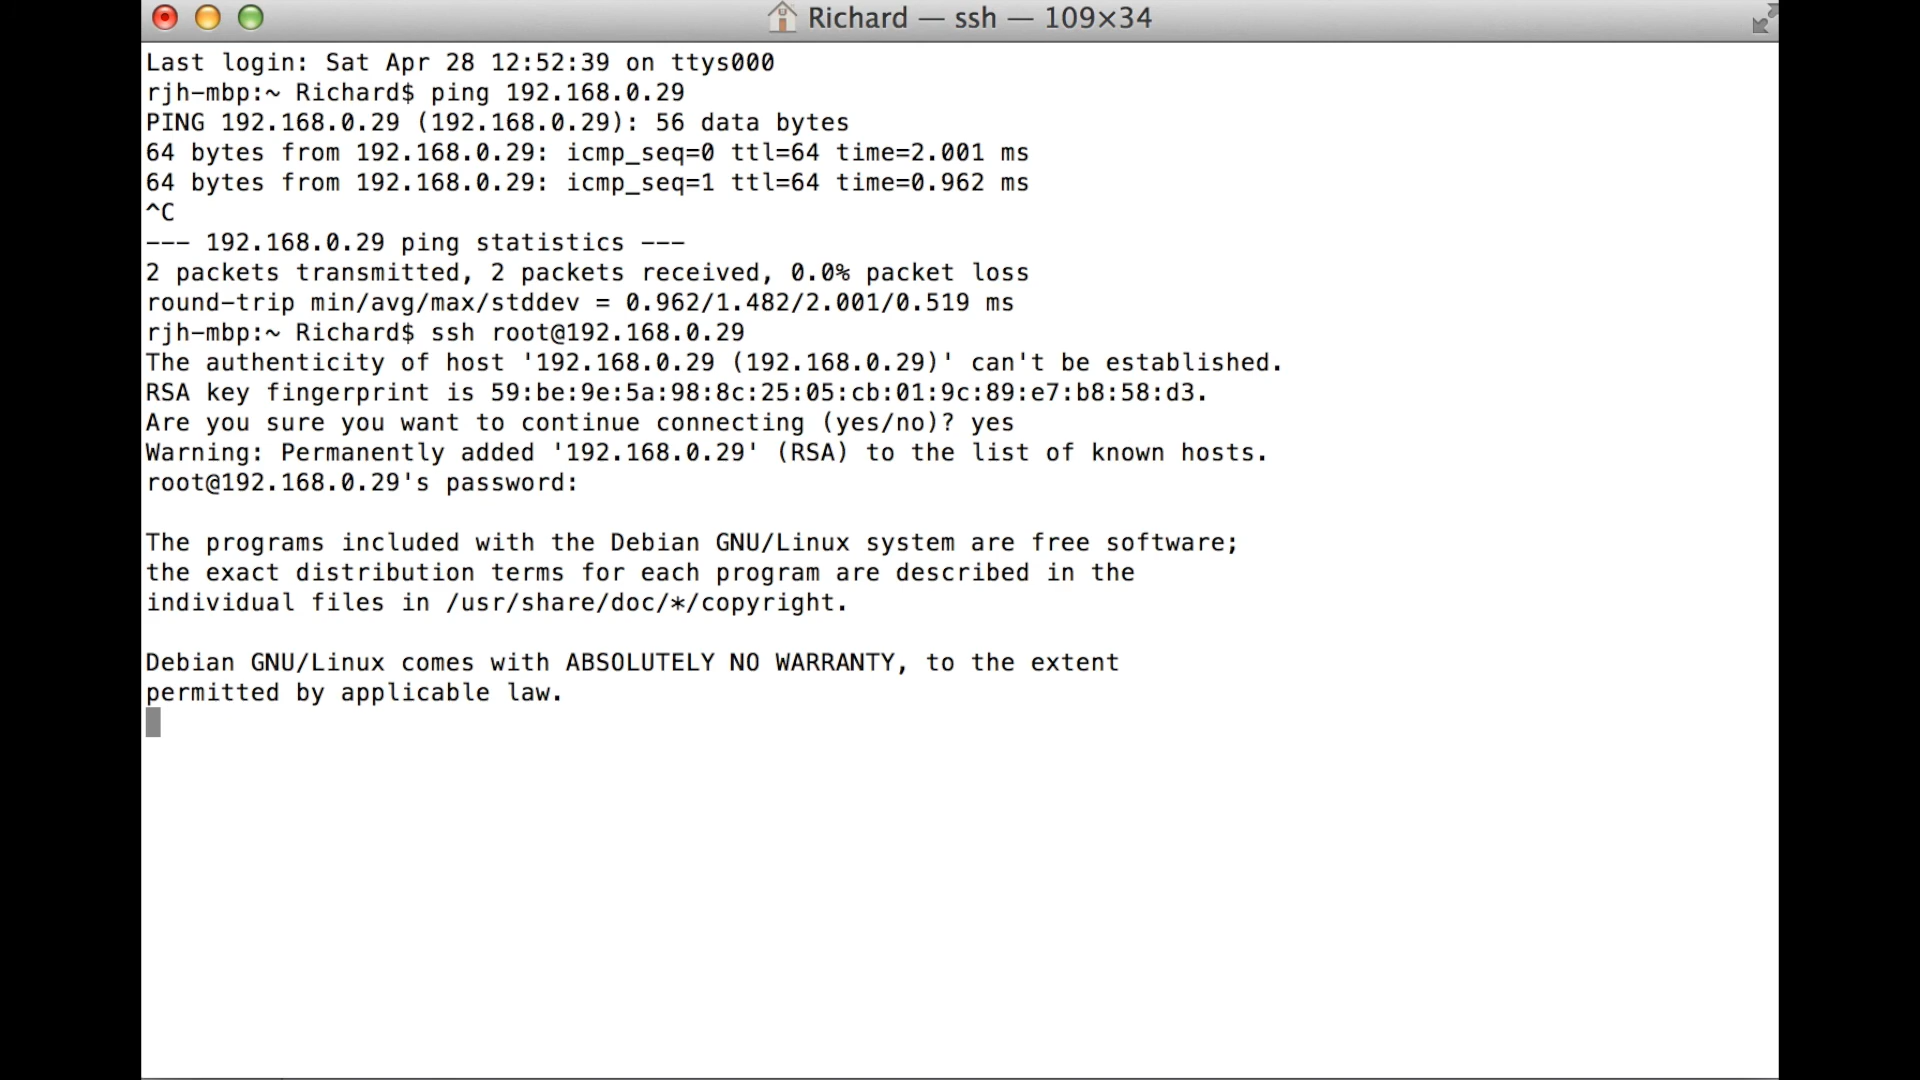 Richard — ssh — 109×34
Last login: Sat Apr 28 12:52:39 on ttys000
rjh-mbp:~ Richard$ ping 192.168.0.29
PING 192.168.0.29 (192.168.0.29): 56 data bytes
64 bytes from 192.168.0.29: icmp_seq=0 ttl=64 time=2.001 ms
64 bytes from 192.168.0.29: icmp_seq=1 ttl=64 time=0.962 ms
^C
--- 192.168.0.29 ping statistics ---
2 packets transmitted, 2 packets received, 0.0% packet loss
round-trip min/avg/max/stddev = 0.962/1.482/2.001/0.519 ms
rjh-mbp:~ Richard$ ssh root@192.168.0.29
The authenticity of host '192.168.0.29 (192.168.0.29)' can't be established.
RSA key fingerprint is 59:be:9e:5a:98:8c:25:05:cb:01:9c:89:e7:b8:58:d3.
Are you sure you want to continue connecting (yes/no)? yes
Warning: Permanently added '192.168.0.29' (RSA) to the list of known hosts.
root@192.168.0.29's password:
The programs included with the Debian GNU/Linux system are free software;
the exact distribution terms for each program are described in the
individual files in /usr/share/doc/*/copyright.
Debian GNU/Linux comes with ABSOLUTELY NO WARRANTY, to the extent
permitted by applicable law.